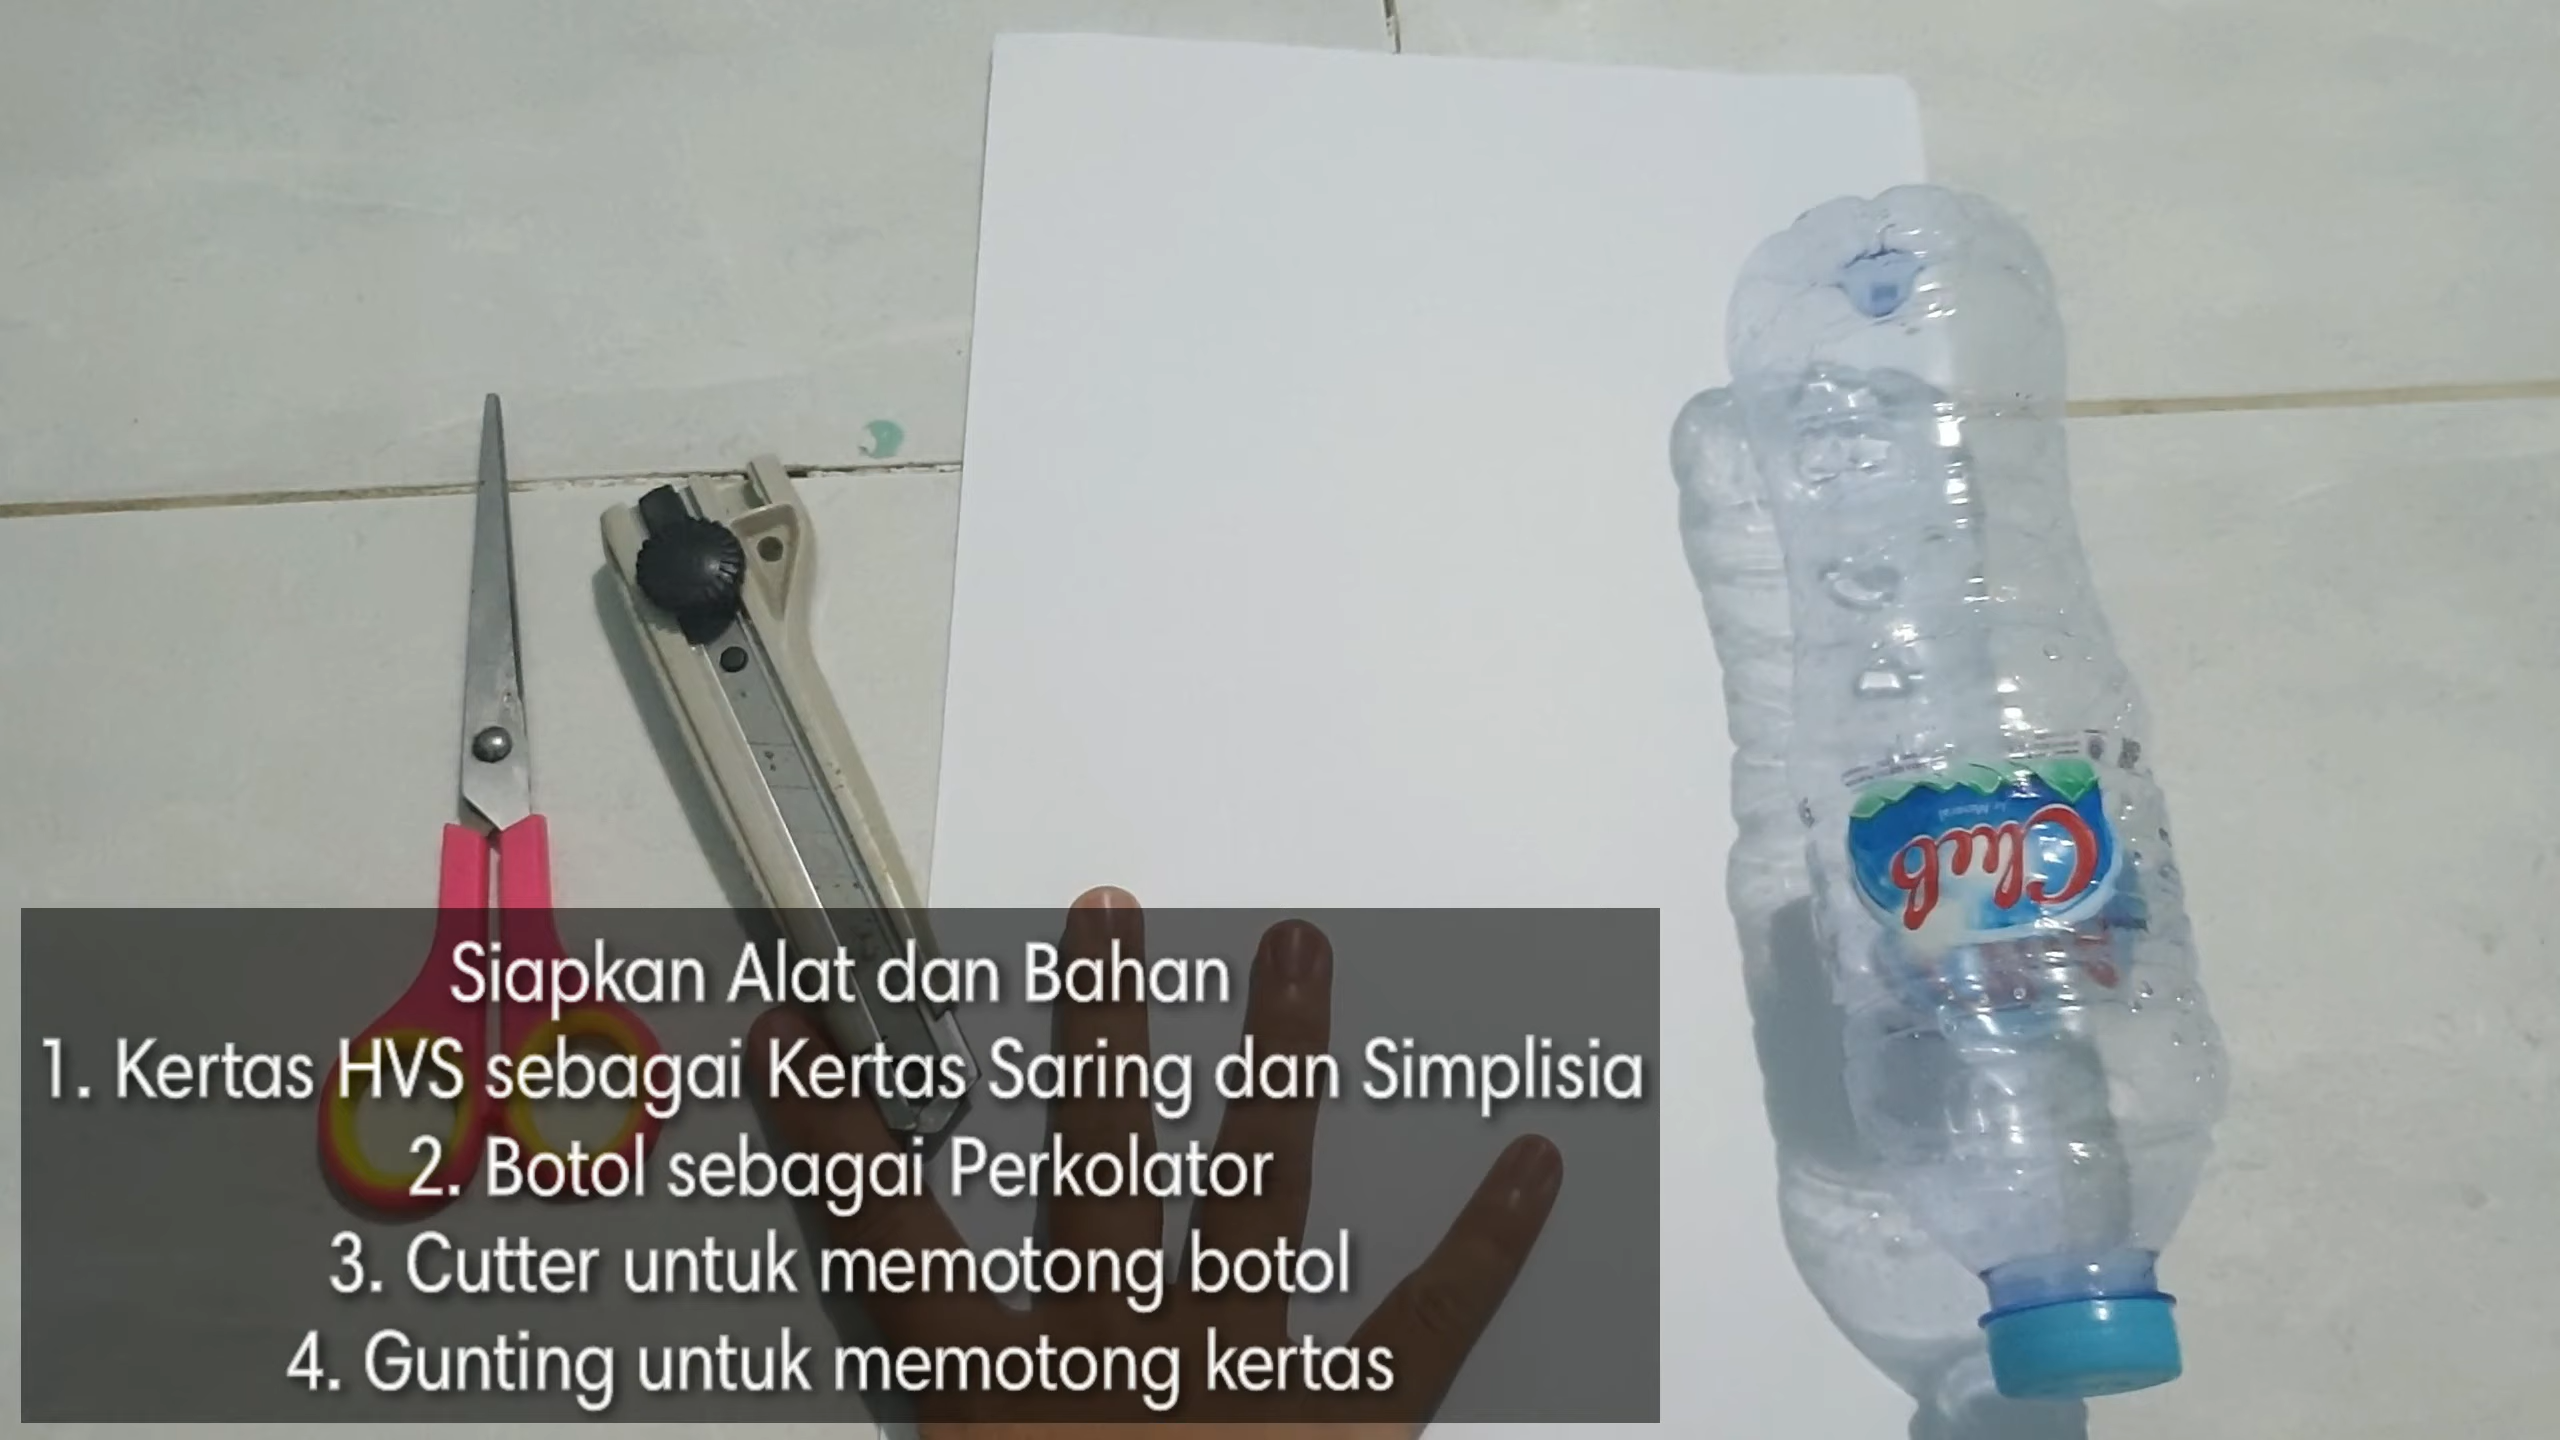 Club
Siapkan Alat dan Bahan
1. Kertas HVS sebagai Kertas Saring dan Simplisia
2. Botol sebagai Perkolator
3. Cutter untuk memotong botol
4. Gunting untuk memotong kertas